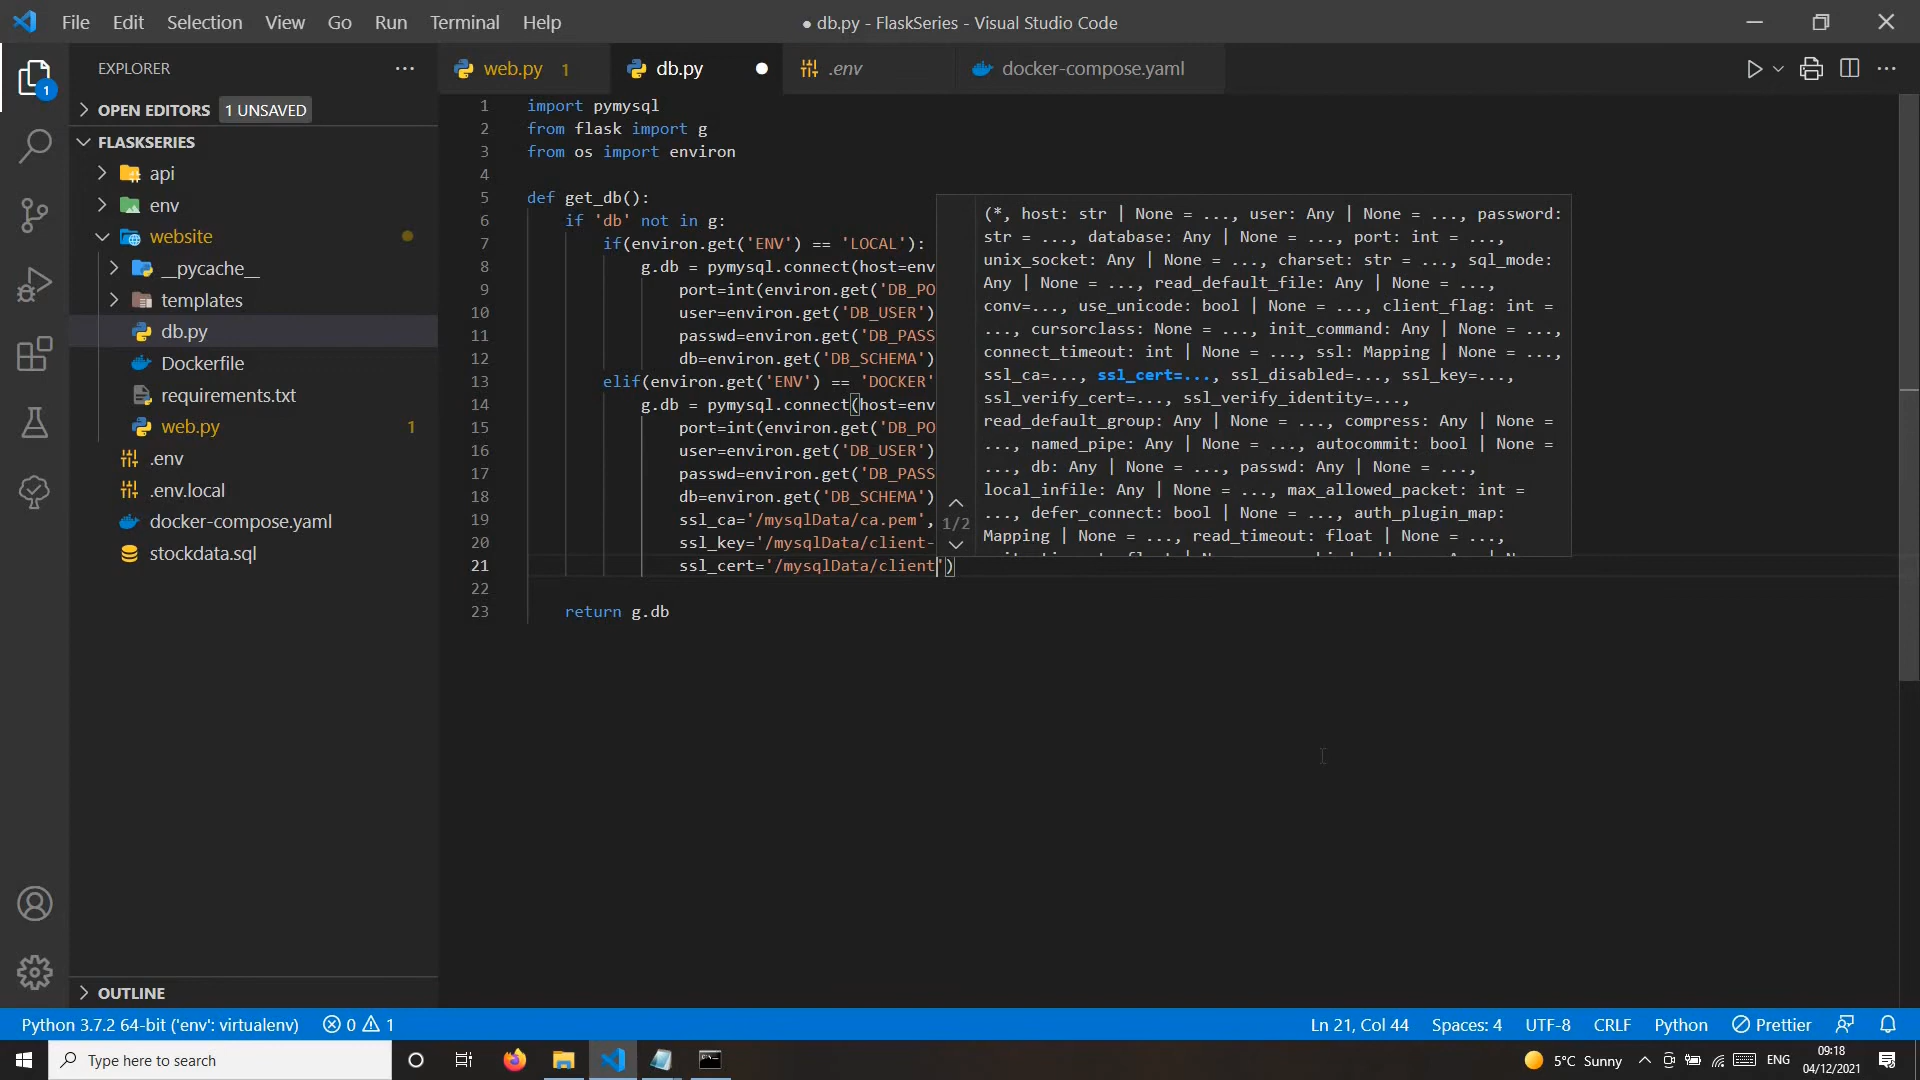 File Edit Selection View Go Run Terminal Help
● db.py - FlaskSeries - Visual Studio Code
EXPLORER
1
OPEN EDITORS 1 UNSAVED
FLASKSERIES
api
env
website
__pycache__
templates
db.py
Dockerfile
requirements.txt
web.py 1
.env
.env.local
docker-compose.yaml
stockdata.sql
OUTLINE
web.py 1
db.py
.env
docker-compose.yaml
1 import pymysql
2 from flask import g
3 from os import environ
4
5 def get_db():
6 if 'db' not in g:
7 if(environ.get('ENV') == 'LOCAL'):
8 g.db = pymysql.connect(host=env
9 port=int(environ.get('DB_PO
10 user=environ.get('DB_USER')
11 passwd=environ.get('DB_PASS
12 db=environ.get('DB_SCHEMA')
13 elif(environ.get('ENV') == 'DOCKER'
14 g.db = pymysql.connect(host=env
15 port=int(environ.get('DB_PO
16 user=environ.get('DB_USER')
17 passwd=environ.get('DB_PASS
18 db=environ.get('DB_SCHEMA')
19 ssl_ca='/mysqlData/ca.pem',
20 ssl_key='/mysqlData/client-
21 ssl_cert='/mysqlData/client')
22
23 return g.db
(*, host: str | None = ..., user: Any | None = ..., password:
str = ..., database: Any | None = ..., port: int = ...,
unix_socket: Any | None = ..., charset: str = ..., sql_mode:
Any | None = ..., read_default_file: Any | None = ...,
conv=..., use_unicode: bool | None = ..., client_flag: int =
..., cursorclass: None = ..., init_command: Any | None = ...,
connect_timeout: int | None = ..., ssl: Mapping | None = ...,
ssl_ca=..., ssl_cert=..., ssl_disabled=..., ssl_key=...,
ssl_verify_cert=..., ssl_verify_identity=...,
read_default_group: Any | None = ..., compress: Any | None =
..., named_pipe: Any | None = ..., autocommit: bool | None =
..., db: Any | None = ..., passwd: Any | None = ...,
local_infile: Any | None = ..., max_allowed_packet: int =
..., defer_connect: bool | None = ..., auth_plugin_map:
Mapping | None = ..., read_timeout: float | None = ...,
1/2
Python 3.7.2 64-bit ('env': virtualenv) 0 1
Ln 21, Col 44 Spaces: 4 UTF-8 CRLF Python Prettier
Type here to search
5°C Sunny ENG
09:18
04/12/2021